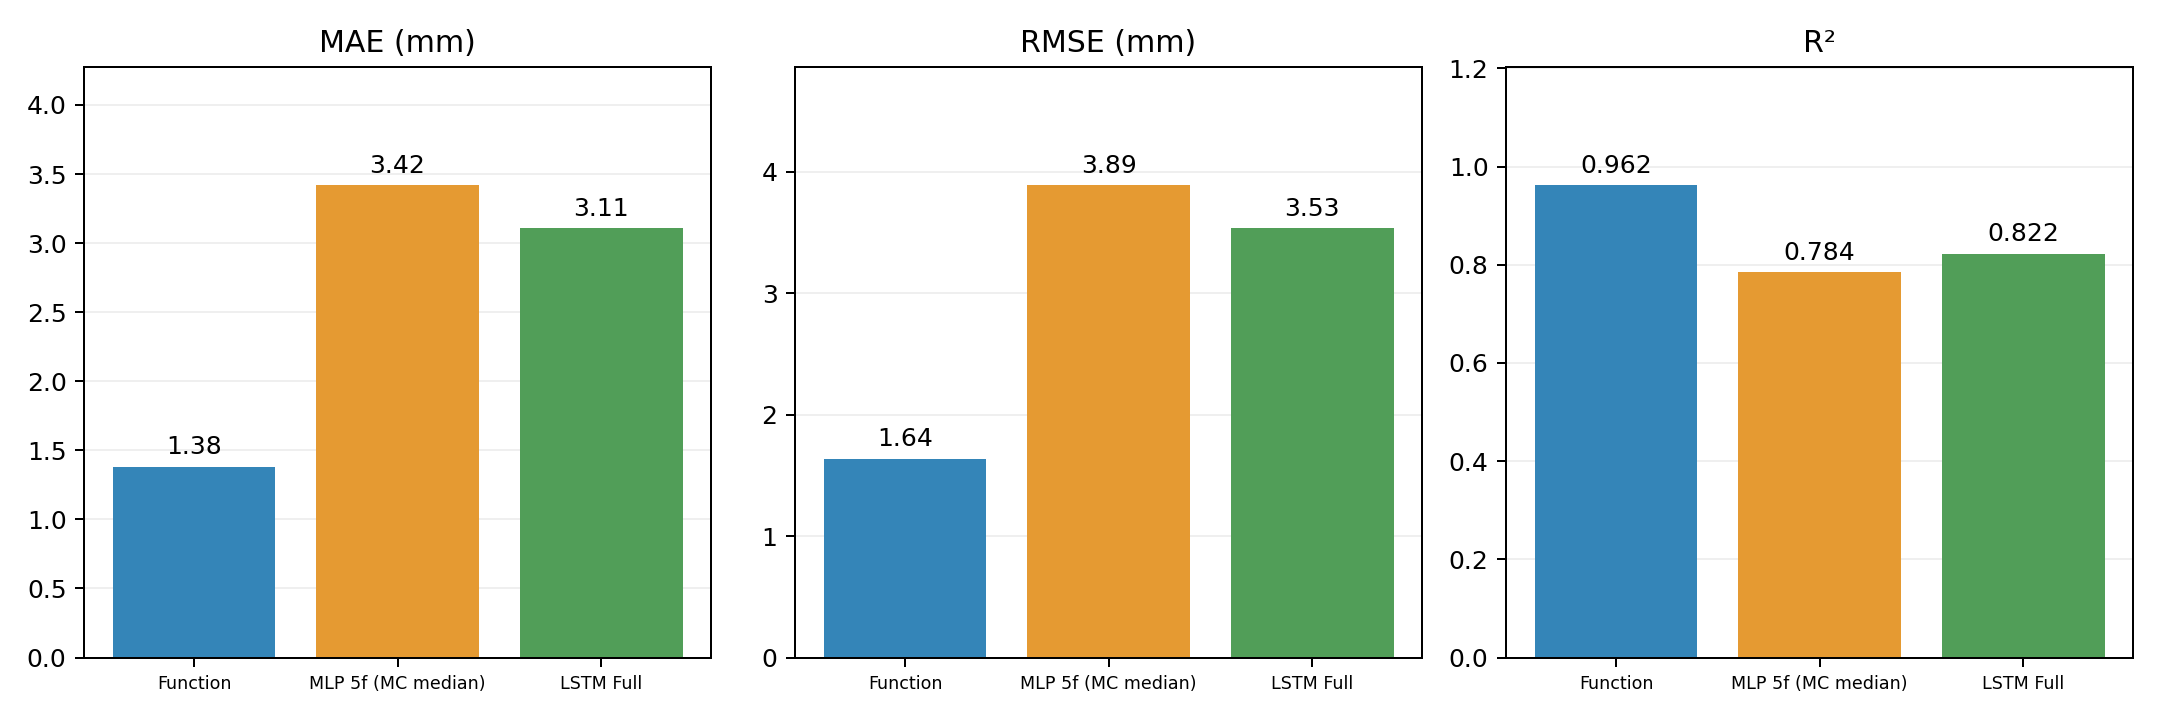 MAE (mm)
4.0
3.5
3.0
2.5
2.0
1.5
1.0
0.5
0.0
1.38
3.42
3.11
Function
MLP 5f (MC median)
LSTM Full
RMSE (mm)
4
3
2
1
0
1.64
3.89
3.53
Function
MLP 5f (MC median)
LSTM Full
R²
1.2
1.0
0.8
0.6
0.4
0.2
0.0
0.962
0.784
0.822
Function
MLP 5f (MC median)
LSTM Full